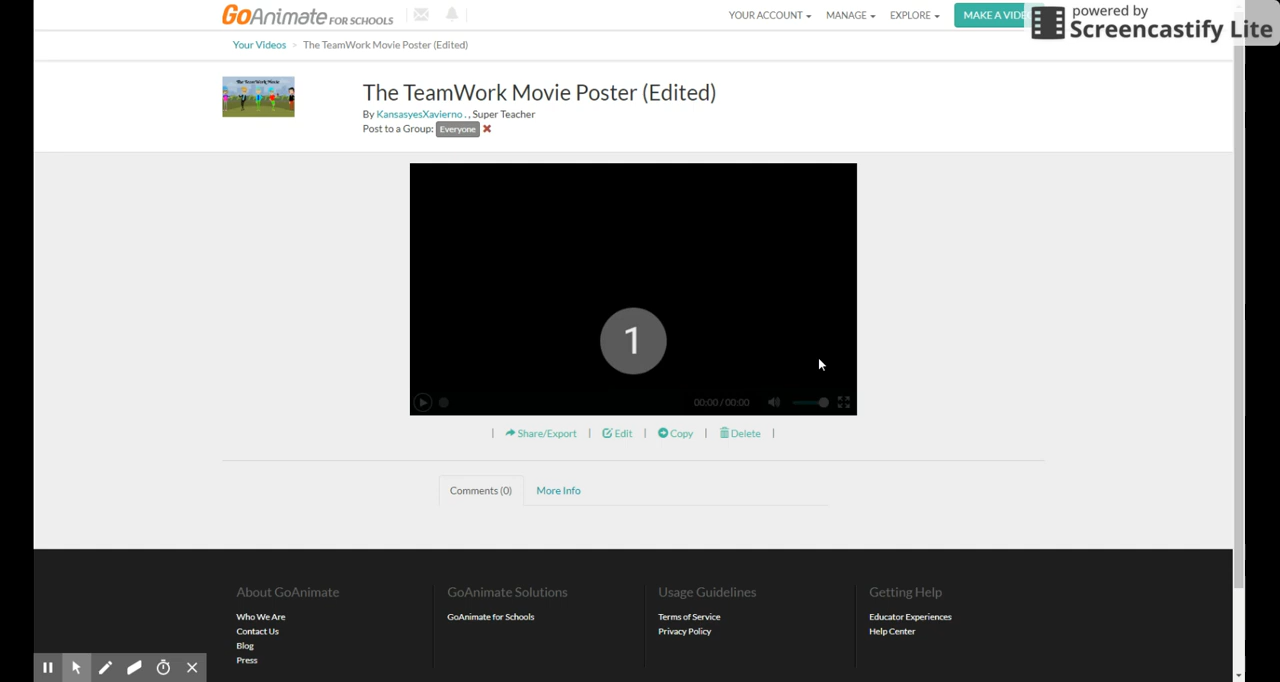 GoAnimate FOR SCHOOLS
YOUR ACCOUNT
MANAGE
EXPLORE
MAKE A VIDE
powered by
Screencastify Lite
Your Videos > The TeamWork Movie Poster (Edited)
The TeamWork Movie
The TeamWork Movie Poster (Edited)
By KansasyesXavierno . , Super Teacher
Post to a Group: Everyone
1
00:00 / 00:00
| Share/Export | Edit | Copy | Delete |
Comments (0)
More Info
About GoAnimate
Who We Are
Contact Us
Blog
Press
GoAnimate Solutions
GoAnimate for Schools
Usage Guidelines
Terms of Service
Privacy Policy
Getting Help
Educator Experiences
Help Center